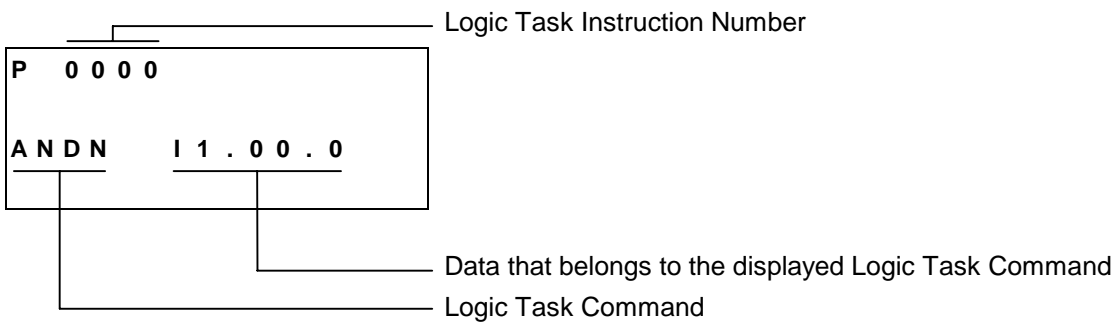 Logic Task Instruction Number
P 0000
ANDN I1.00.0
Data that belongs to the displayed Logic Task Command
Logic Task Command